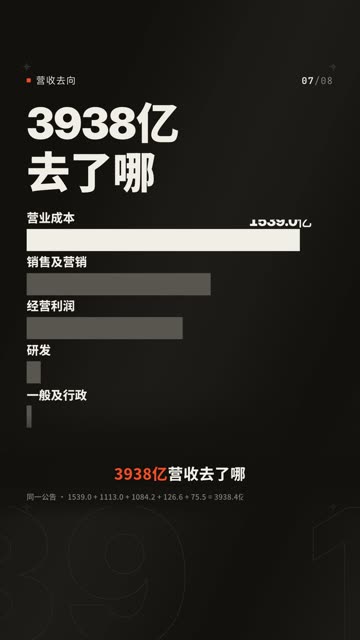 营收去向
07/08
3938亿
去了哪
营业成本
1539.0亿
销售及营销
经营利润
研发
一般及行政
3938亿营收去了哪
同一公告 · 1539.0 + 1113.0 + 1084.2 + 126.6 + 75.5 = 3938.4亿